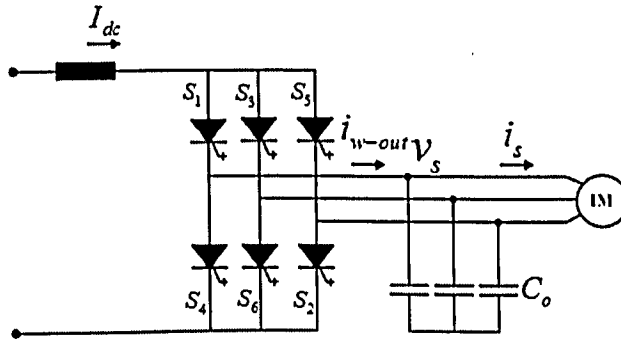 I_dc
S_1 S_3 S_5
i_w-out v_s i_s
IM
S_4 S_6 S_2
C_o